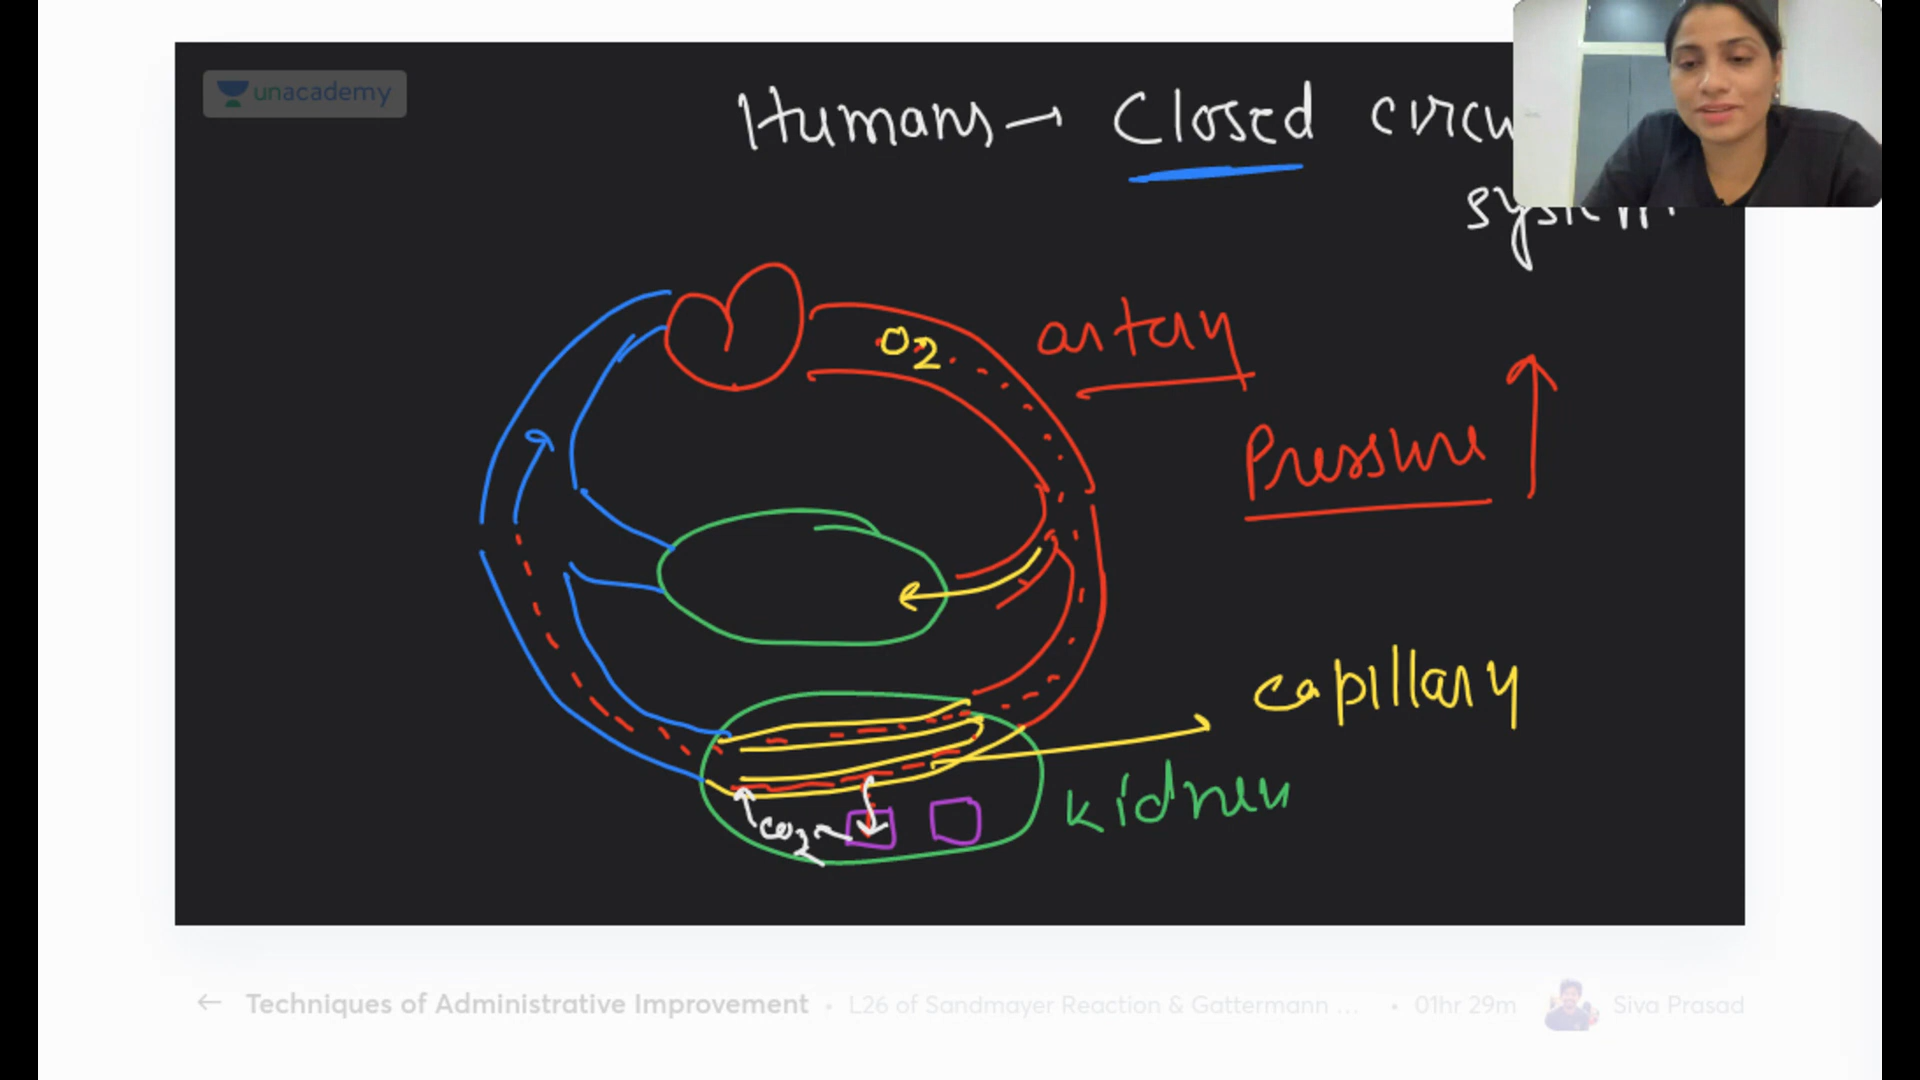 unacademy
Humans → Closed
system
O2
artery
Pressure ↑
capillary
kidney
CO2
← Techniques of Administrative Improvement • L26 of Sandmayer Reaction & Gattermann ... • 01hr 29m Siva Prasad